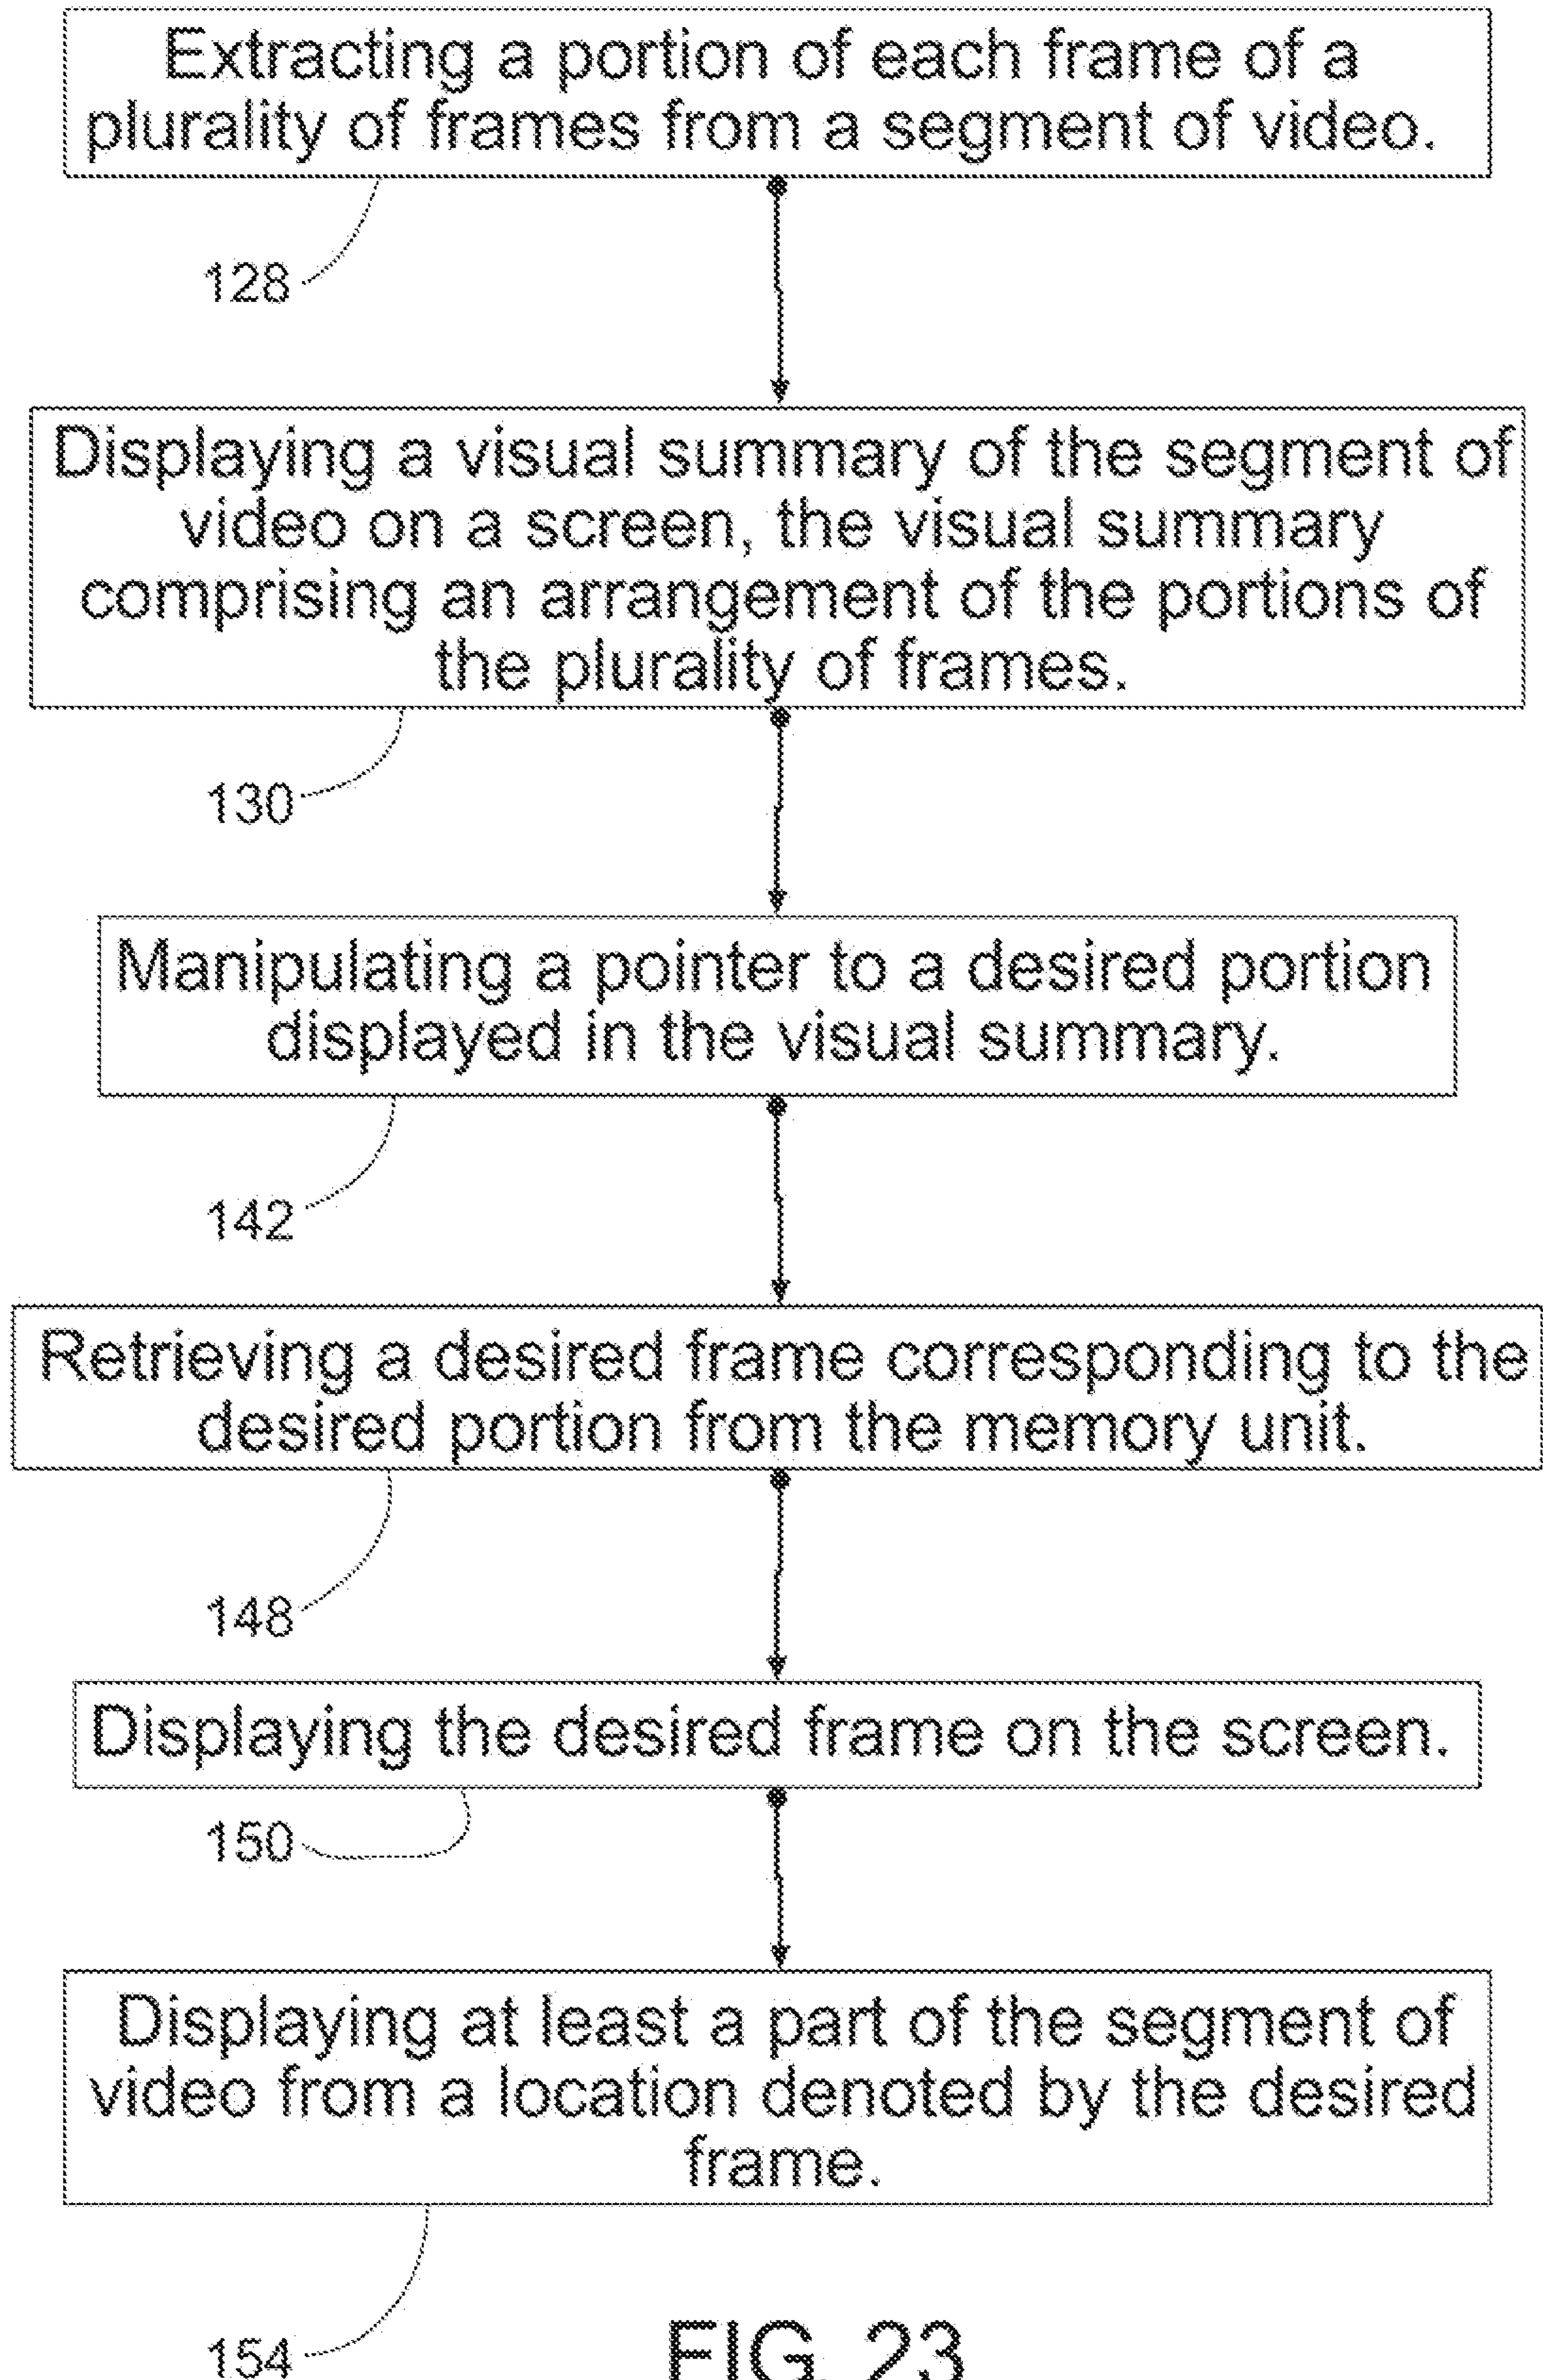 Extracting a portion of each frame of a
plurality of frames from a segment of video.
128
Displaying a visual summary of the segment of
video on a screen, the visual summary
comprising an arrangement of the portions of
the plurality of frames.
130
Manipulating a pointer to a desired portion
displayed in the visual summary.
142
Retrieving a desired frame corresponding to the
desired portion from the memory unit.
148
Displaying the desired frame on the screen.
150
Displaying at least a part of the segment of
video from a location denoted by the desired
frame.
154
FIG. 23